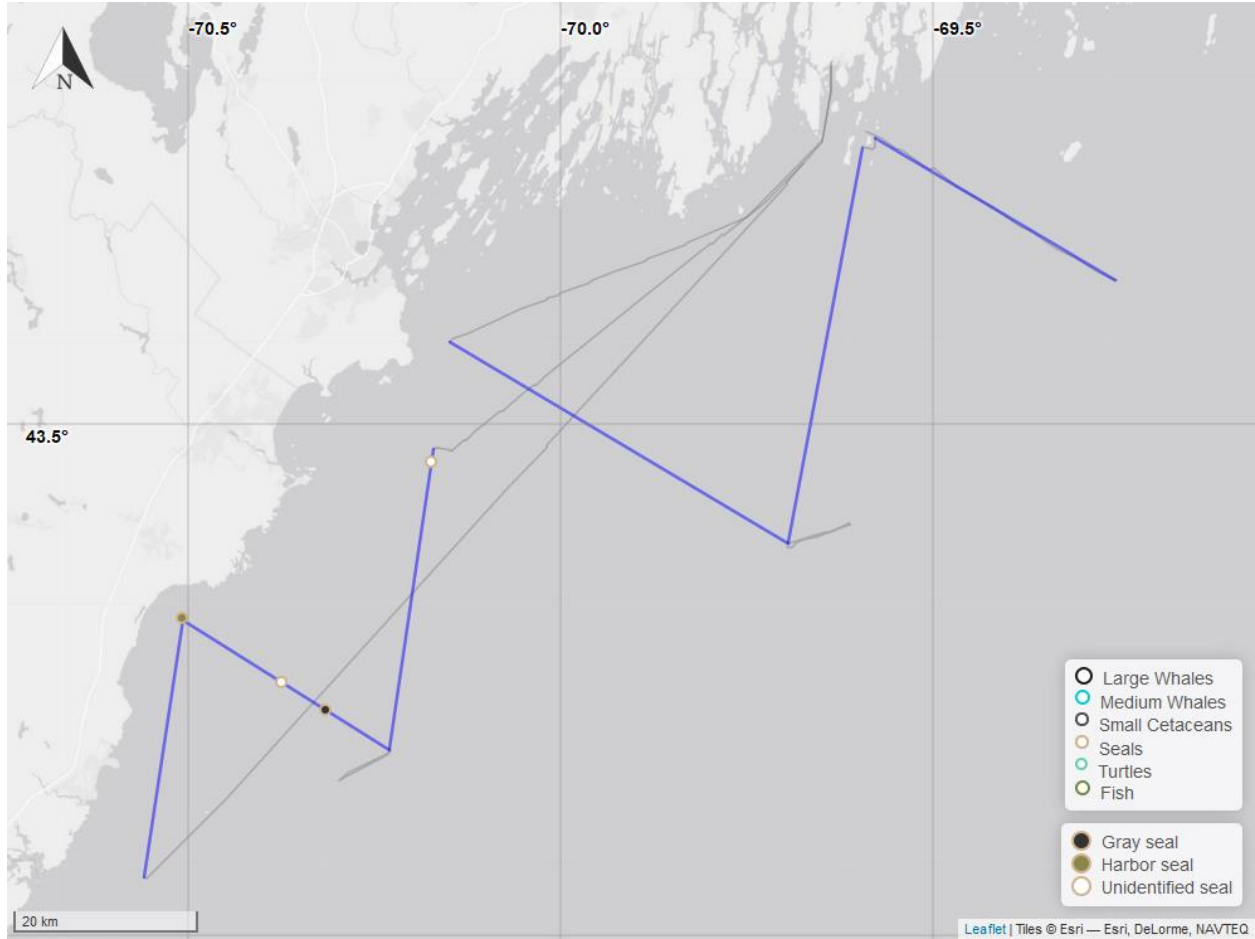 -70.5°
-70.0°
-69.5°
N
43.5°
Large Whales
Medium Whales
Small Cetaceans
Seals
Turtles
Fish
Gray seal
Harbor seal
Unidentified seal
20 km
Leaflet | Tiles © Esri — Esri, DeLorme, NAVTEQ